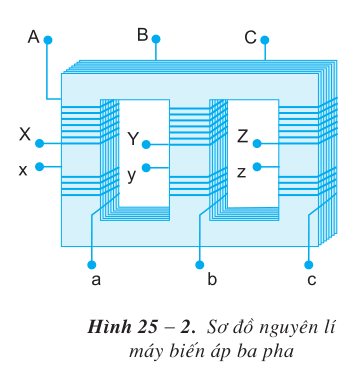 A B C
X Y Z
x y z
a b c
Hình 25 – 2. Sơ đồ nguyên lí
máy biến áp ba pha